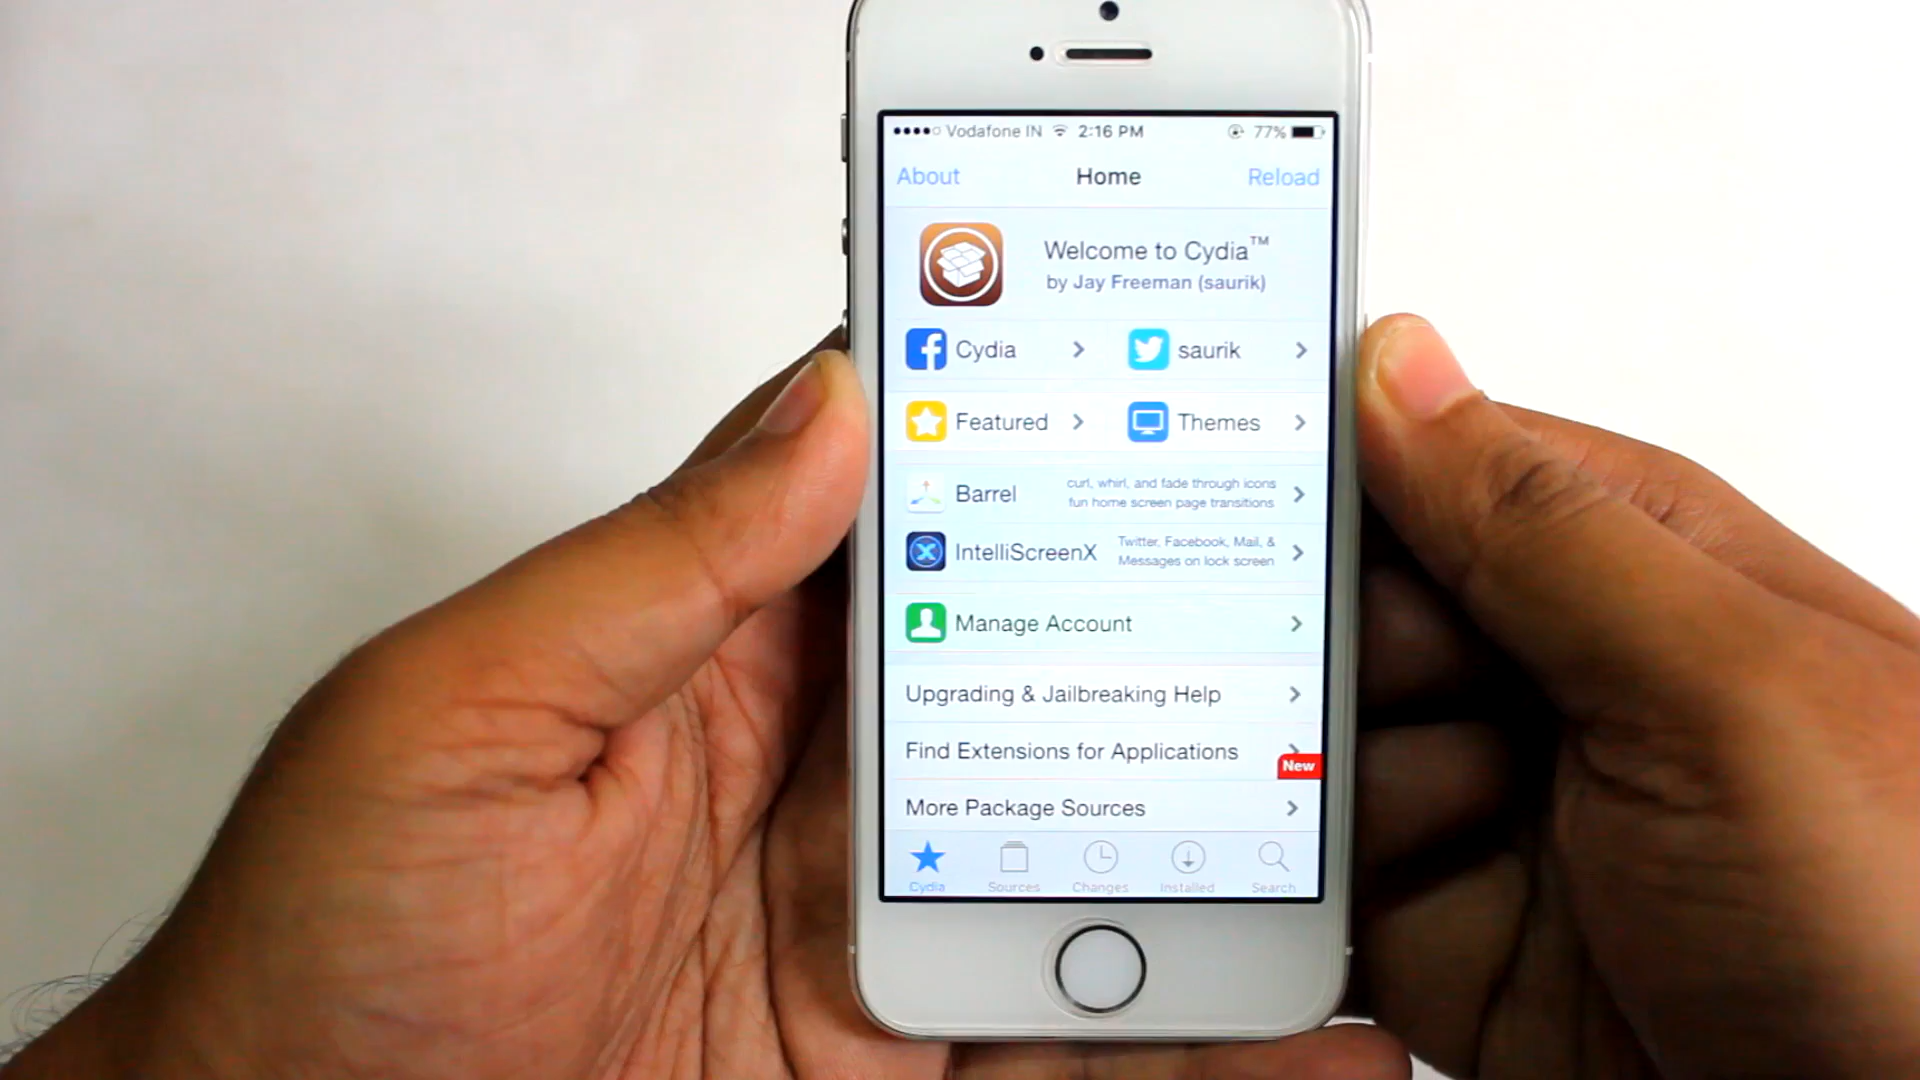 Vodafone IN 2:16 PM 77%
About Home Reload
Welcome to Cydia™
by Jay Freeman (saurik)
Cydia saurik
Featured Themes
Barrel curl, whirl, and fade through icons
fun home screen page transitions
IntelliScreenX Twitter, Facebook, Mail, &
Messages on lock screen
Manage Account
Upgrading & Jailbreaking Help
Find Extensions for Applications
New
More Package Sources
Cydia Sources Changes Installed Search